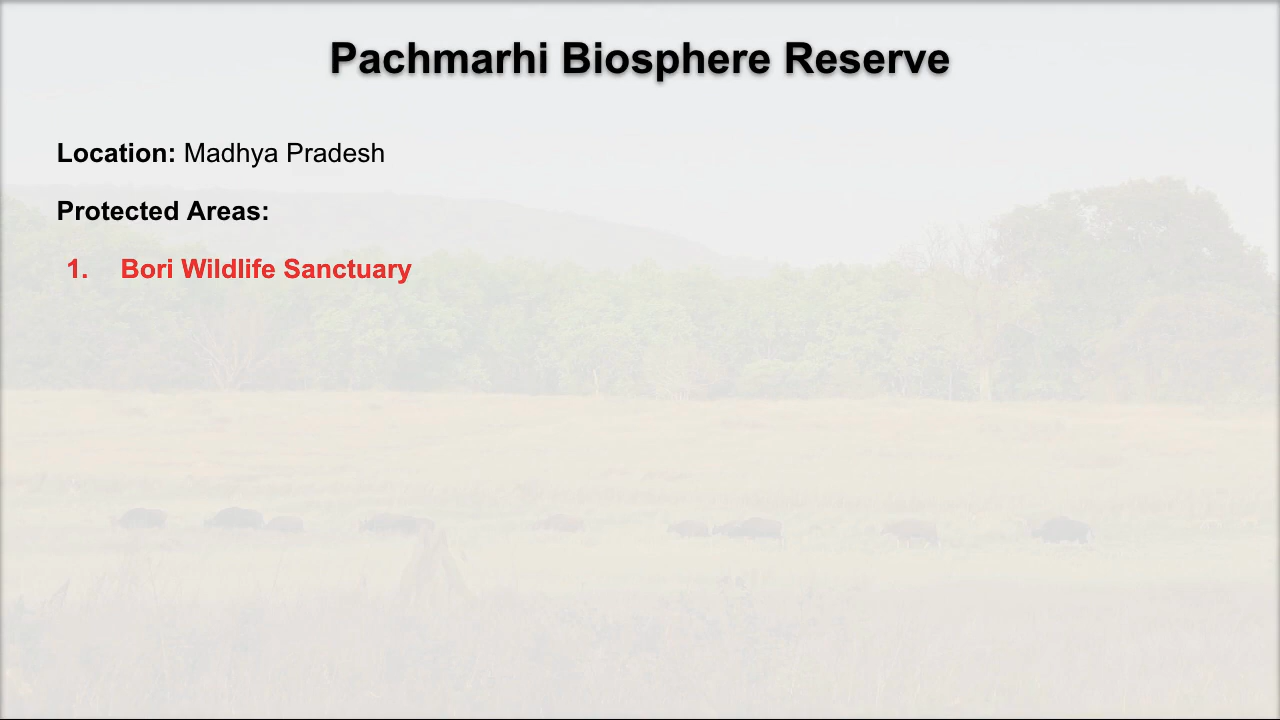 Pachmarhi Biosphere Reserve
Location: Madhya Pradesh
Protected Areas:
1. Bori Wildlife Sanctuary